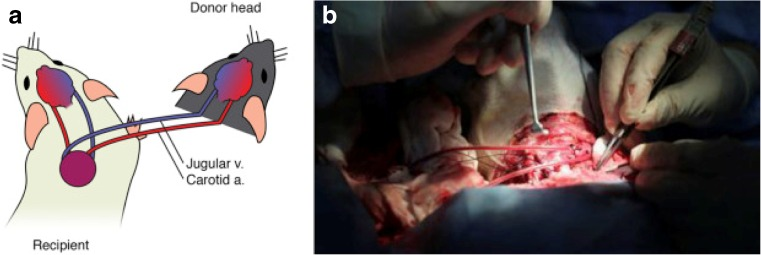 a
Donor head
Jugular v.
Carotid a.
Recipient
b